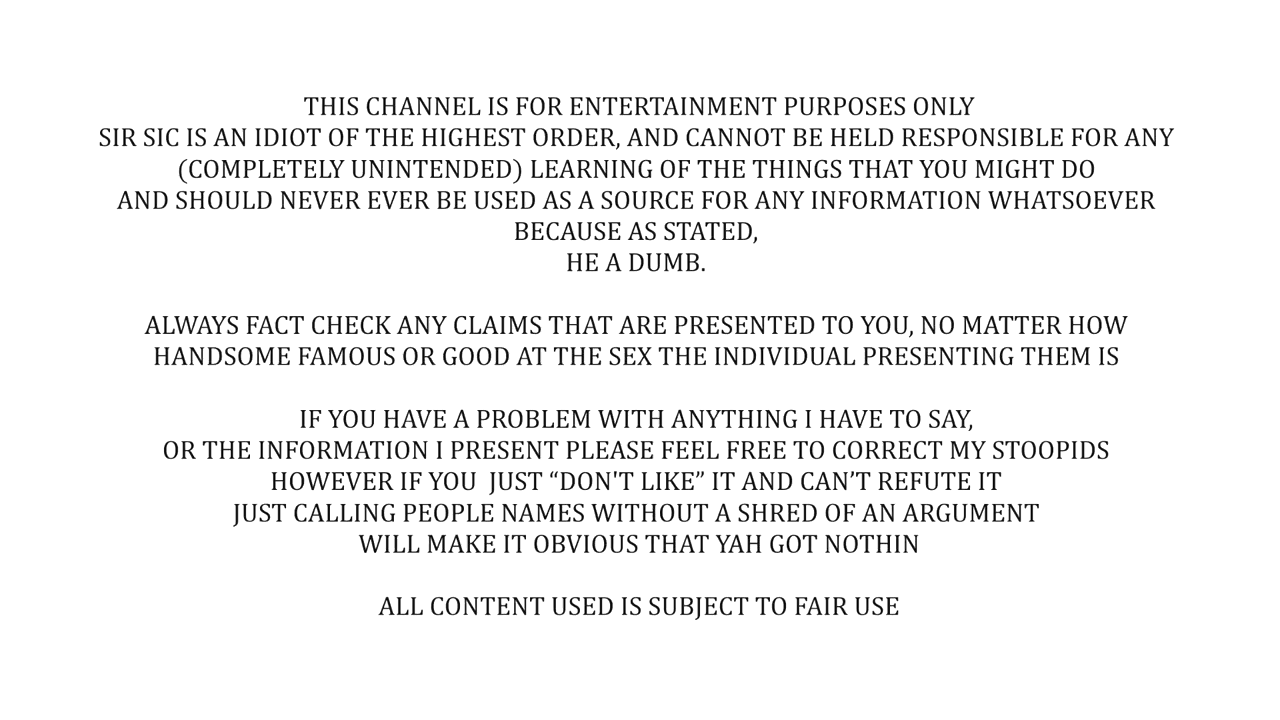 THIS CHANNEL IS FOR ENTERTAINMENT PURPOSES ONLY
SIR SIC IS AN IDIOT OF THE HIGHEST ORDER, AND CANNOT BE HELD RESPONSIBLE FOR ANY
(COMPLETELY UNINTENDED) LEARNING OF THE THINGS THAT YOU MIGHT DO
AND SHOULD NEVER EVER BE USED AS A SOURCE FOR ANY INFORMATION WHATSOEVER
BECAUSE AS STATED,
HE A DUMB.
ALWAYS FACT CHECK ANY CLAIMS THAT ARE PRESENTED TO YOU, NO MATTER HOW
HANDSOME FAMOUS OR GOOD AT THE SEX THE INDIVIDUAL PRESENTING THEM IS
IF YOU HAVE A PROBLEM WITH ANYTHING I HAVE TO SAY,
OR THE INFORMATION I PRESENT PLEASE FEEL FREE TO CORRECT MY STOOPIDS
HOWEVER IF YOU  JUST “DON'T LIKE” IT AND CAN’T REFUTE IT
JUST CALLING PEOPLE NAMES WITHOUT A SHRED OF AN ARGUMENT
WILL MAKE IT OBVIOUS THAT YAH GOT NOTHIN
ALL CONTENT USED IS SUBJECT TO FAIR USE